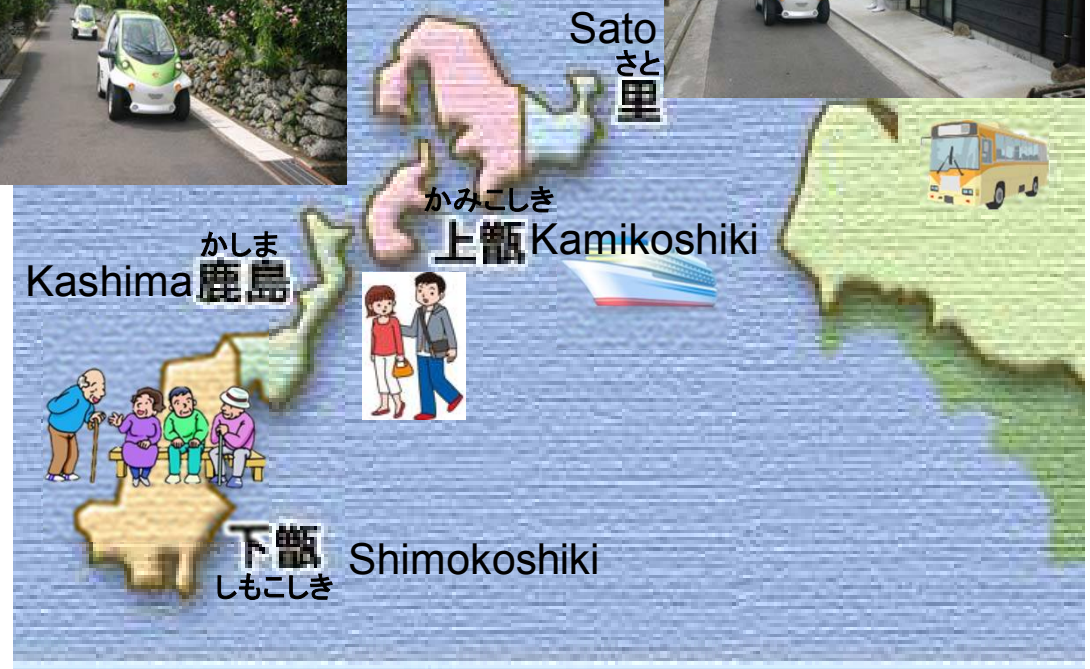 Sato
さと
里
かみこしき
上甑 Kamikoshiki
かしま
Kashima 鹿島
下甑 Shimokoshiki
しもこしき